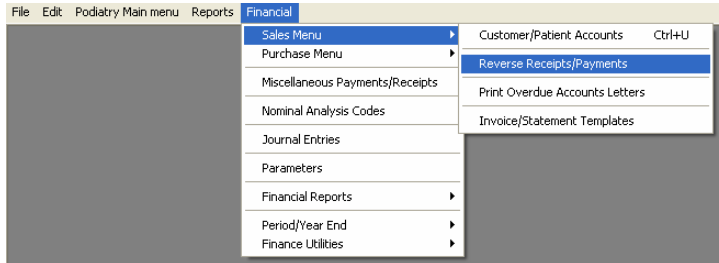 File Edit Podiatry Main menu Reports Financial
Sales Menu
Purchase Menu
Miscellaneous Payments/Receipts
Nominal Analysis Codes
Journal Entries
Parameters
Financial Reports
Period/Year End
Finance Utilities
Customer/Patient Accounts Ctrl+U
Reverse Receipts/Payments
Print Overdue Accounts Letters
Invoice/Statement Templates